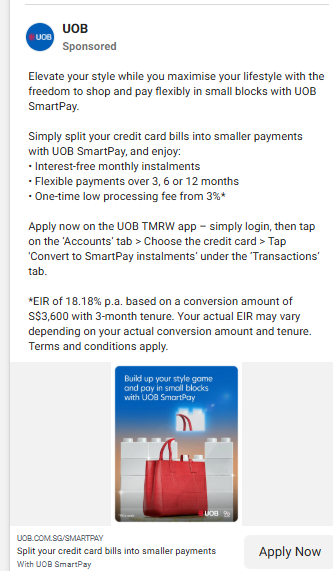 UOB
UOB
Sponsored
Elevate your style while you maximise your lifestyle with the
freedom to shop and pay flexibly in small blocks with UOB
SmartPay.
Simply split your credit card bills into smaller payments
with UOB SmartPay, and enjoy:
• Interest-free monthly instalments
• Flexible payments over 3, 6 or 12 months
• One-time low processing fee from 3%*
Apply now on the UOB TMRW app – simply login, then tap
on the 'Accounts' tab > Choose the credit card > Tap
'Convert to SmartPay instalments' under the 'Transactions'
tab.
*EIR of 18.18% p.a. based on a conversion amount of
S$3,600 with 3-month tenure. Your actual EIR may vary
depending on your actual conversion amount and tenure.
Terms and conditions apply.
Build up your style game
and pay in small blocks
with UOB SmartPay
UOB
UOB.COM.SG/SMARTPAY
Split your credit card bills into smaller payments
With UOB SmartPay
Apply Now